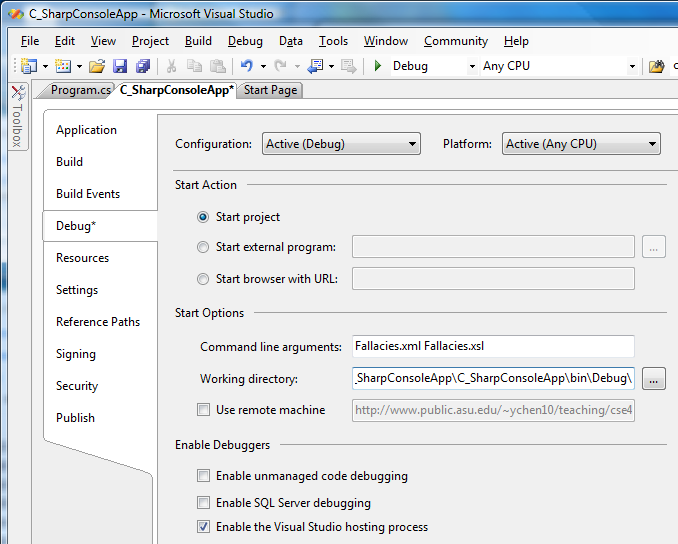 C_SharpConsoleApp - Microsoft Visual Studio
File Edit View Project Build Debug Data Tools Window Community Help
Debug Any CPU
Toolbox
Program.cs C_SharpConsoleApp* Start Page
Application
Build
Build Events
Debug*
Resources
Settings
Reference Paths
Signing
Security
Publish
Configuration: Active (Debug) Platform: Active (Any CPU)
Start Action
Start project
Start external program: ...
Start browser with URL:
Start Options
Command line arguments: Fallacies.xml Fallacies.xsl
Working directory: _SharpConsoleApp\C_SharpConsoleApp\bin\Debug\ ...
Use remote machine http://www.public.asu.edu/~ychen10/teaching/cse4
Enable Debuggers
Enable unmanaged code debugging
Enable SQL Server debugging
Enable the Visual Studio hosting process